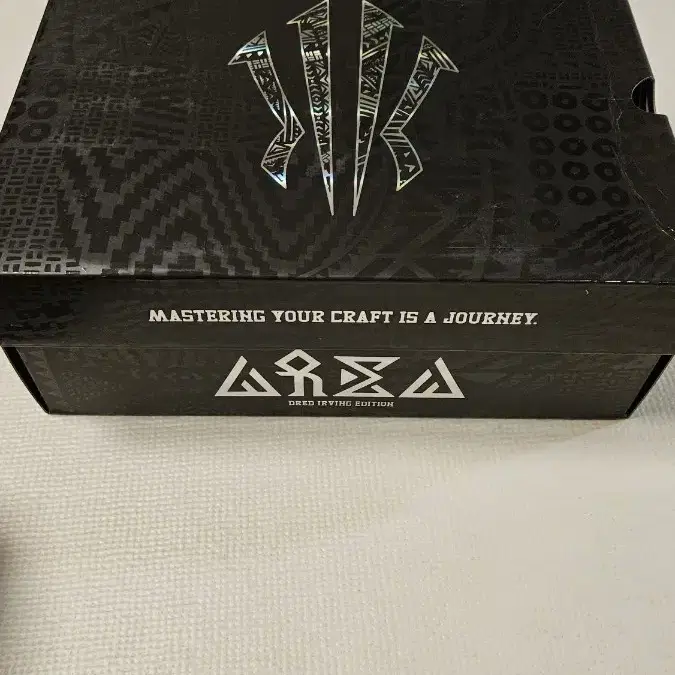 MASTERING YOUR CRAFT IS A JOURNEY.
DRED IRVING EDITION